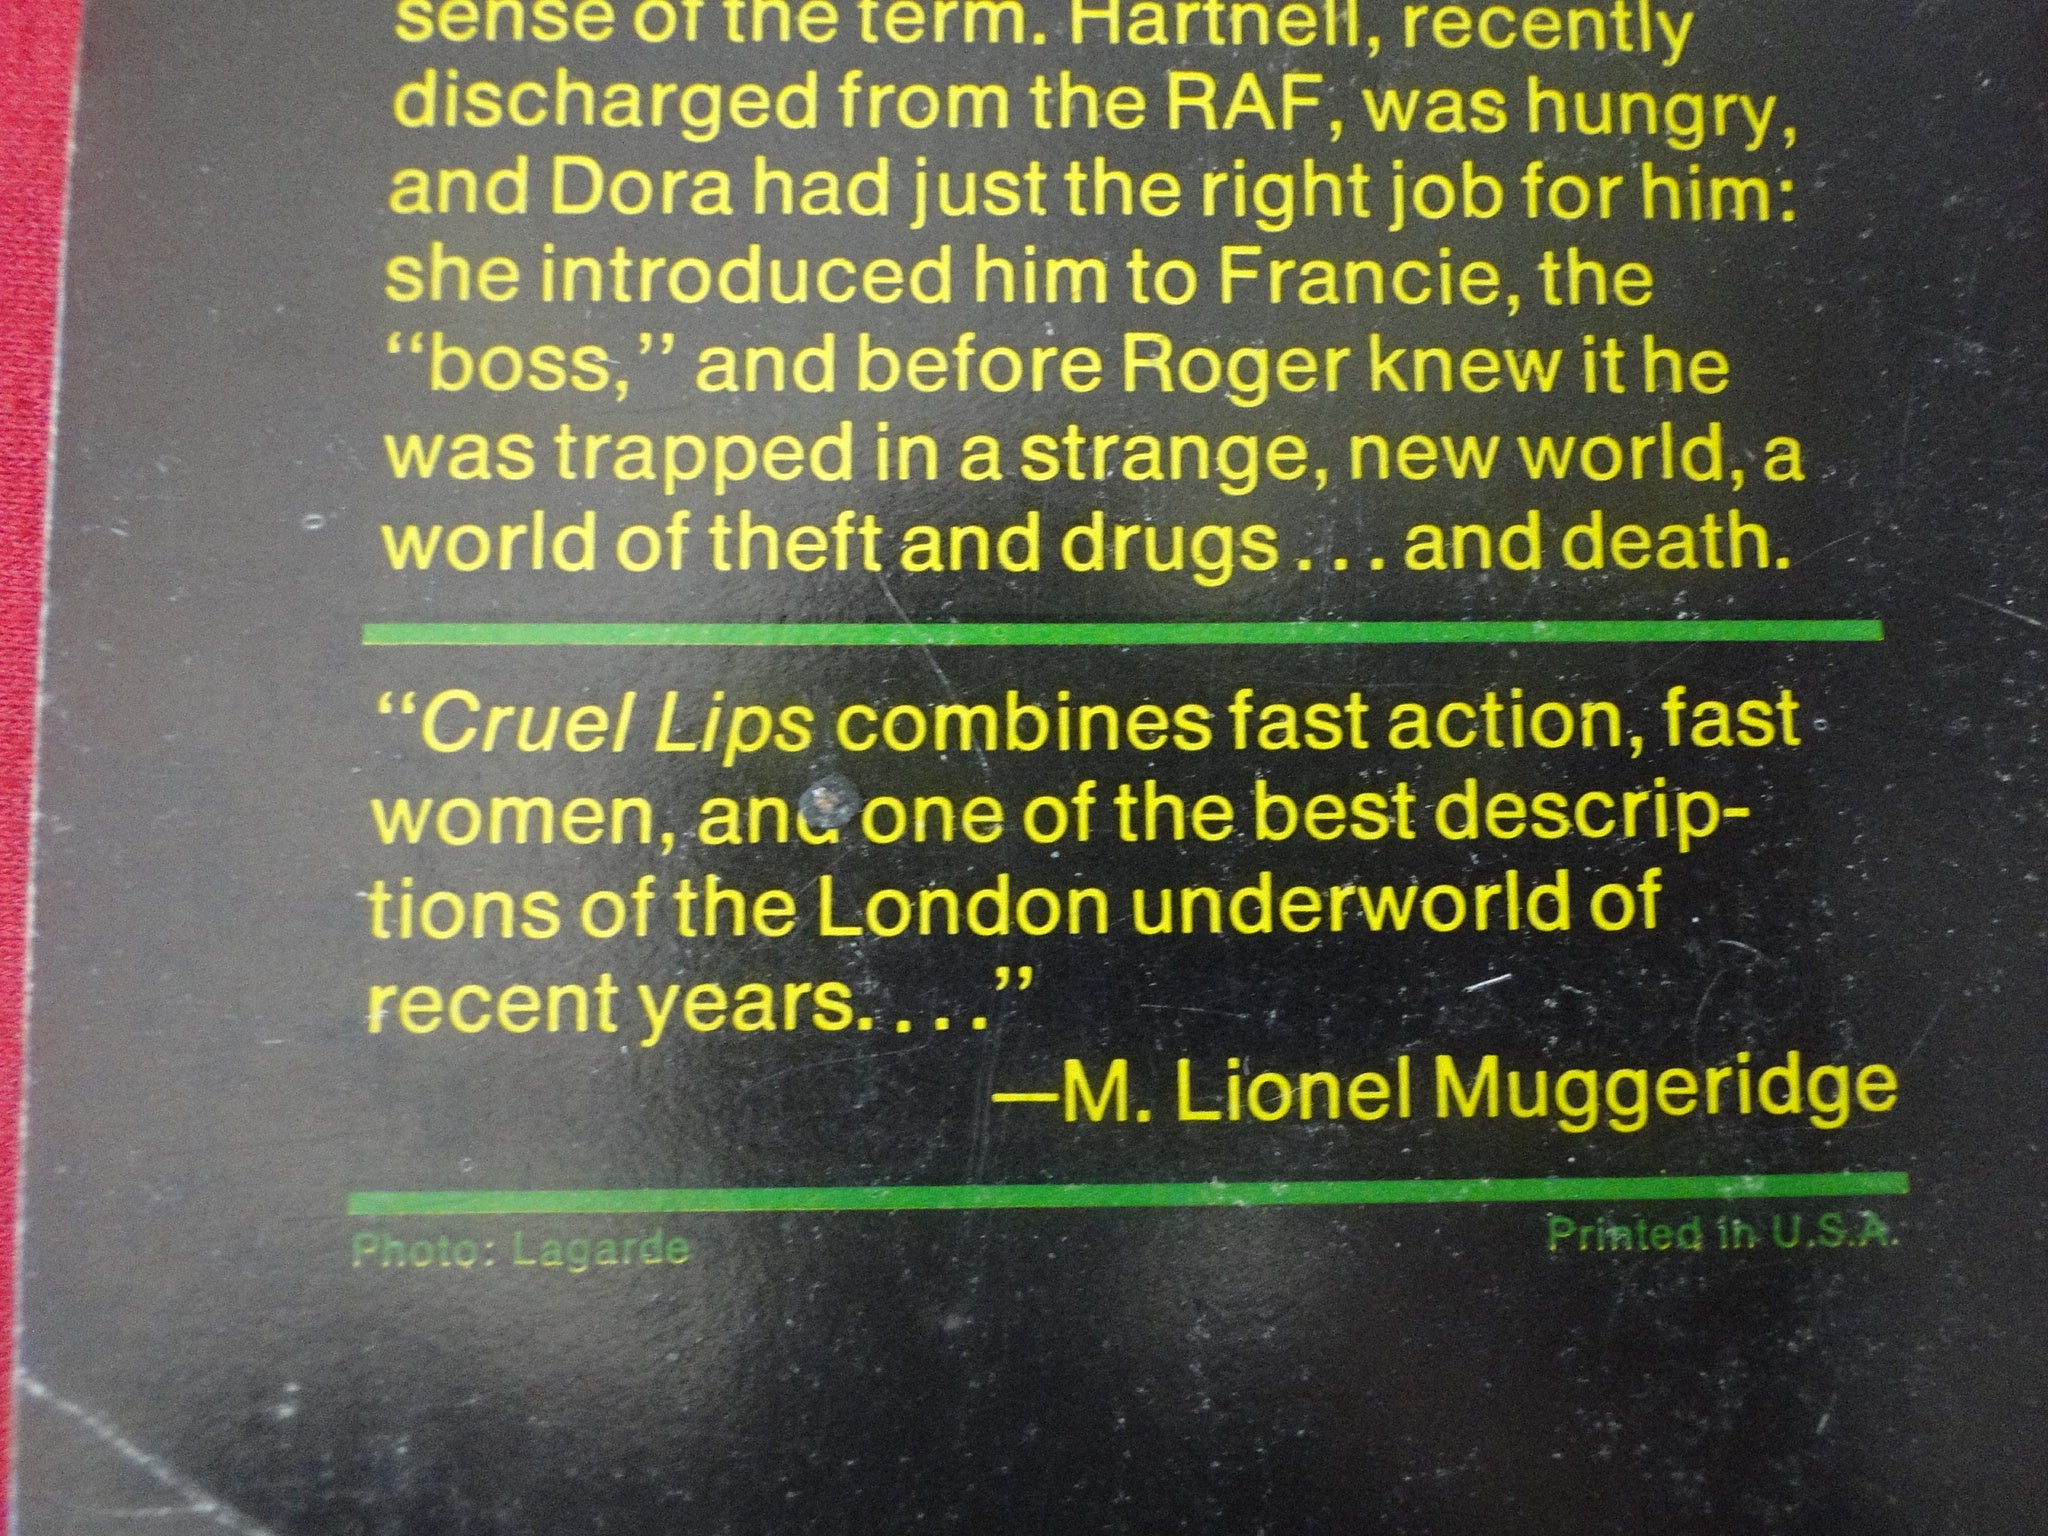 sense of the term. Hartnell, recently
discharged from the RAF, was hungry,
and Dora had just the right job for him:
she introduced him to Francie, the
“boss,” and before Roger knew it he
was trapped in a strange, new world, a
world of theft and drugs . . . and death.
“Cruel Lips combines fast action, fast
women, and one of the best descrip-
tions of the London underworld of
recent years. . . .”
—M. Lionel Muggeridge
Photo: Lagarde
Printed in U.S.A.